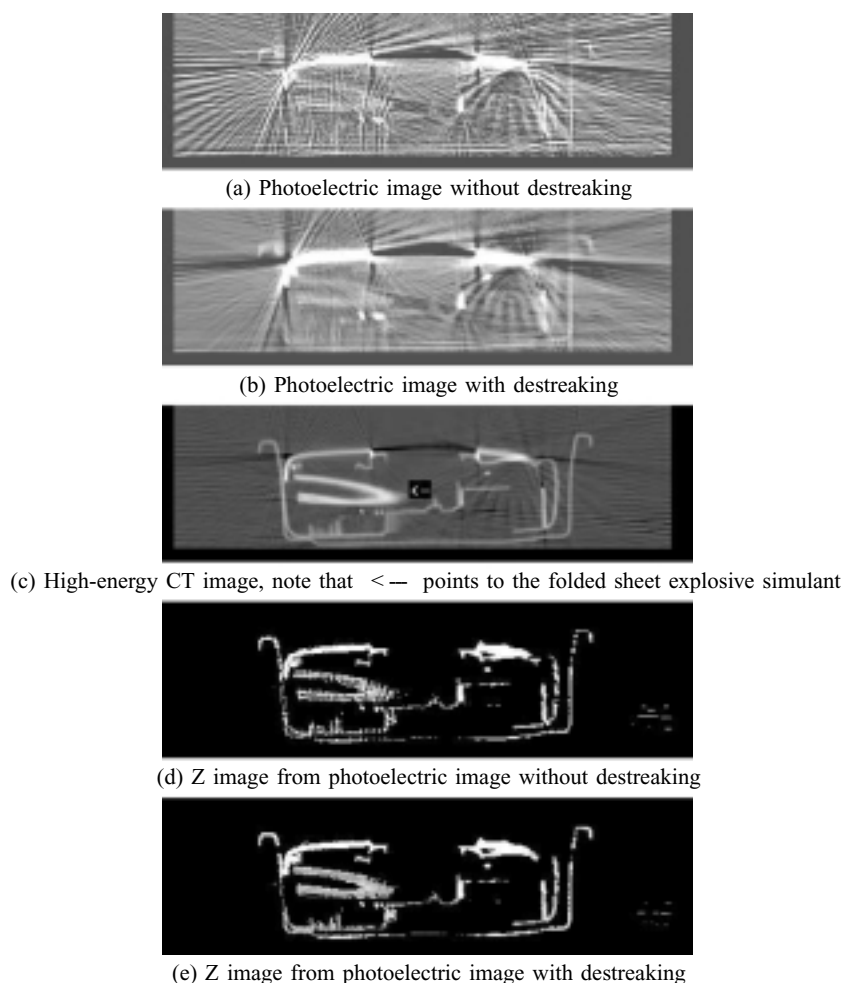 (a) Photoelectric image without destreaking
(b) Photoelectric image with destreaking
(c) High-energy CT image, note that <--- points to the folded sheet explosive simulant
(d) Z image from photoelectric image without destreaking
(e) Z image from photoelectric image with destreaking